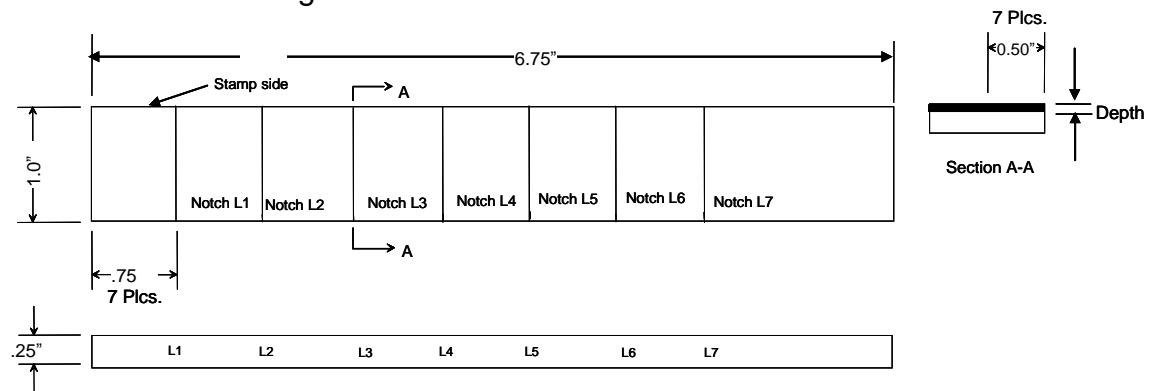 7 Plcs.
6.75"
0.50"
Stamp side
A
Depth
1.0"
Section A-A
Notch L1
Notch L2
Notch L3
Notch L4
Notch L5
Notch L6
Notch L7
A
.75
7 Plcs.
.25"
L1
L2
L3
L4
L5
L6
L7